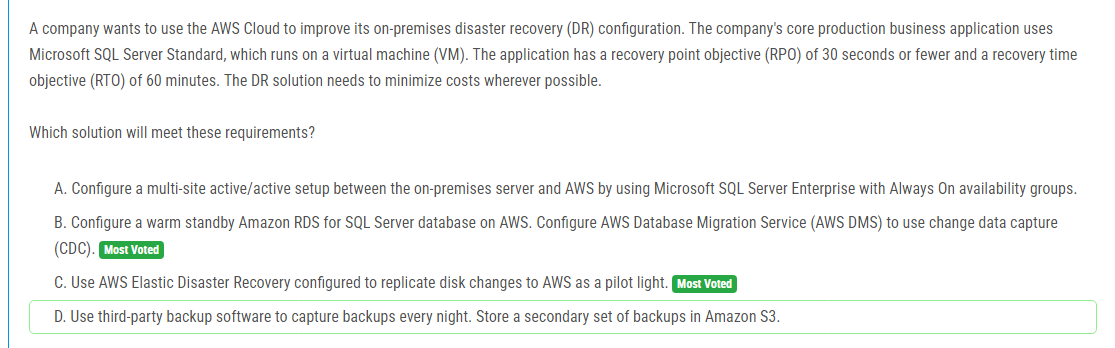 A company wants to use the AWS Cloud to improve its on-premises disaster recovery (DR) configuration. The company's core production business application uses
Microsoft SQL Server Standard, which runs on a virtual machine (VM). The application has a recovery point objective (RPO) of 30 seconds or fewer and a recovery time
objective (RTO) of 60 minutes. The DR solution needs to minimize costs wherever possible.
Which solution will meet these requirements?
A. Configure a multi-site active/active setup between the on-premises server and AWS by using Microsoft SQL Server Enterprise with Always On availability groups.
B. Configure a warm standby Amazon RDS for SQL Server database on AWS. Configure AWS Database Migration Service (AWS DMS) to use change data capture
(CDC). Most Voted
C. Use AWS Elastic Disaster Recovery configured to replicate disk changes to AWS as a pilot light. Most Voted
D. Use third-party backup software to capture backups every night. Store a secondary set of backups in Amazon S3.